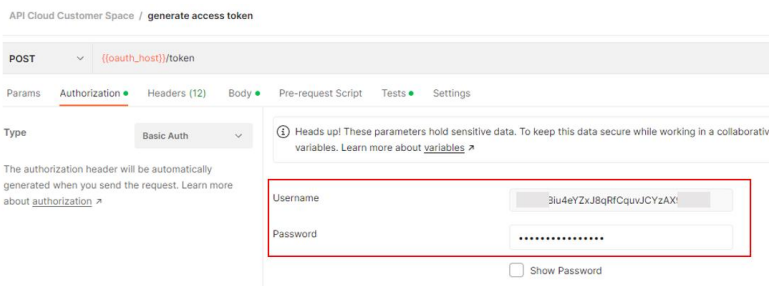 API Cloud Customer Space / generate access token
POST {{oauth_host}}/token
Params Authorization Headers (12) Body Pre-request Script Tests Settings
Type Basic Auth
Heads up! These parameters hold sensitive data. To keep this data secure while working in a collaborativ
variables. Learn more about variables
The authorization header will be automatically
generated when you send the request. Learn more
about authorization
Username
Password ••••••••••••••••
Show Password